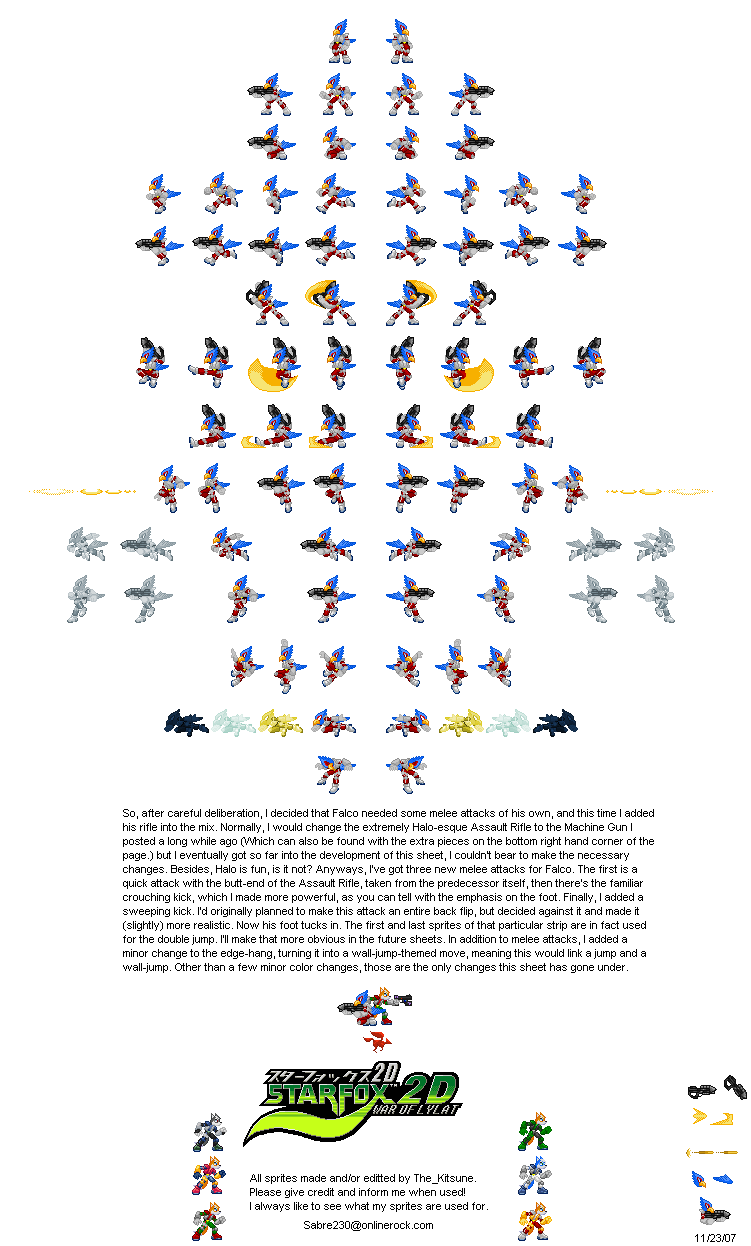 So, after careful deliberation, I decided that Falco needed some melee attacks of his own, and this time I added
his rifle into the mix. Normally, I would change the extremely Halo-esque Assault Rifle to the Machine Gun I
posted a long while ago (Which can also be found with the extra pieces on the bottom right hand corner of the
page.) but I eventually got so far into the development of this sheet, I couldn't bear to make the necessary
changes. Besides, Halo is fun, is it not? Anyways, I've got three new melee attacks for Falco. The first is a
quick attack with the butt-end of the Assault Rifle, taken from the predecessor itself, then there's the familiar
crouching kick, which I made more powerful, as you can tell with the emphasis on the foot. Finally, I added a
sweeping kick. I'd originally planned to make this attack an entire back flip, but decided against it and made it
(slightly) more realistic. Now his foot tucks in. The first and last sprites of that particular strip are in fact used
for the double jump. I'll make that more obvious in the future sheets. In addition to melee attacks, I added a
minor change to the edge-hang, turning it into a wall-jump-themed move, meaning this would link a jump and a
wall-jump. Other than a few minor color changes, those are the only changes this sheet has gone under.
スターフォックス2D
STARFOX 2D
WAR OF LYLAT
All sprites made and/or editted by The_Kitsune.
Please give credit and inform me when used!
I always like to see what my sprites are used for.
Sabre230@onlinerock.com
11/23/07